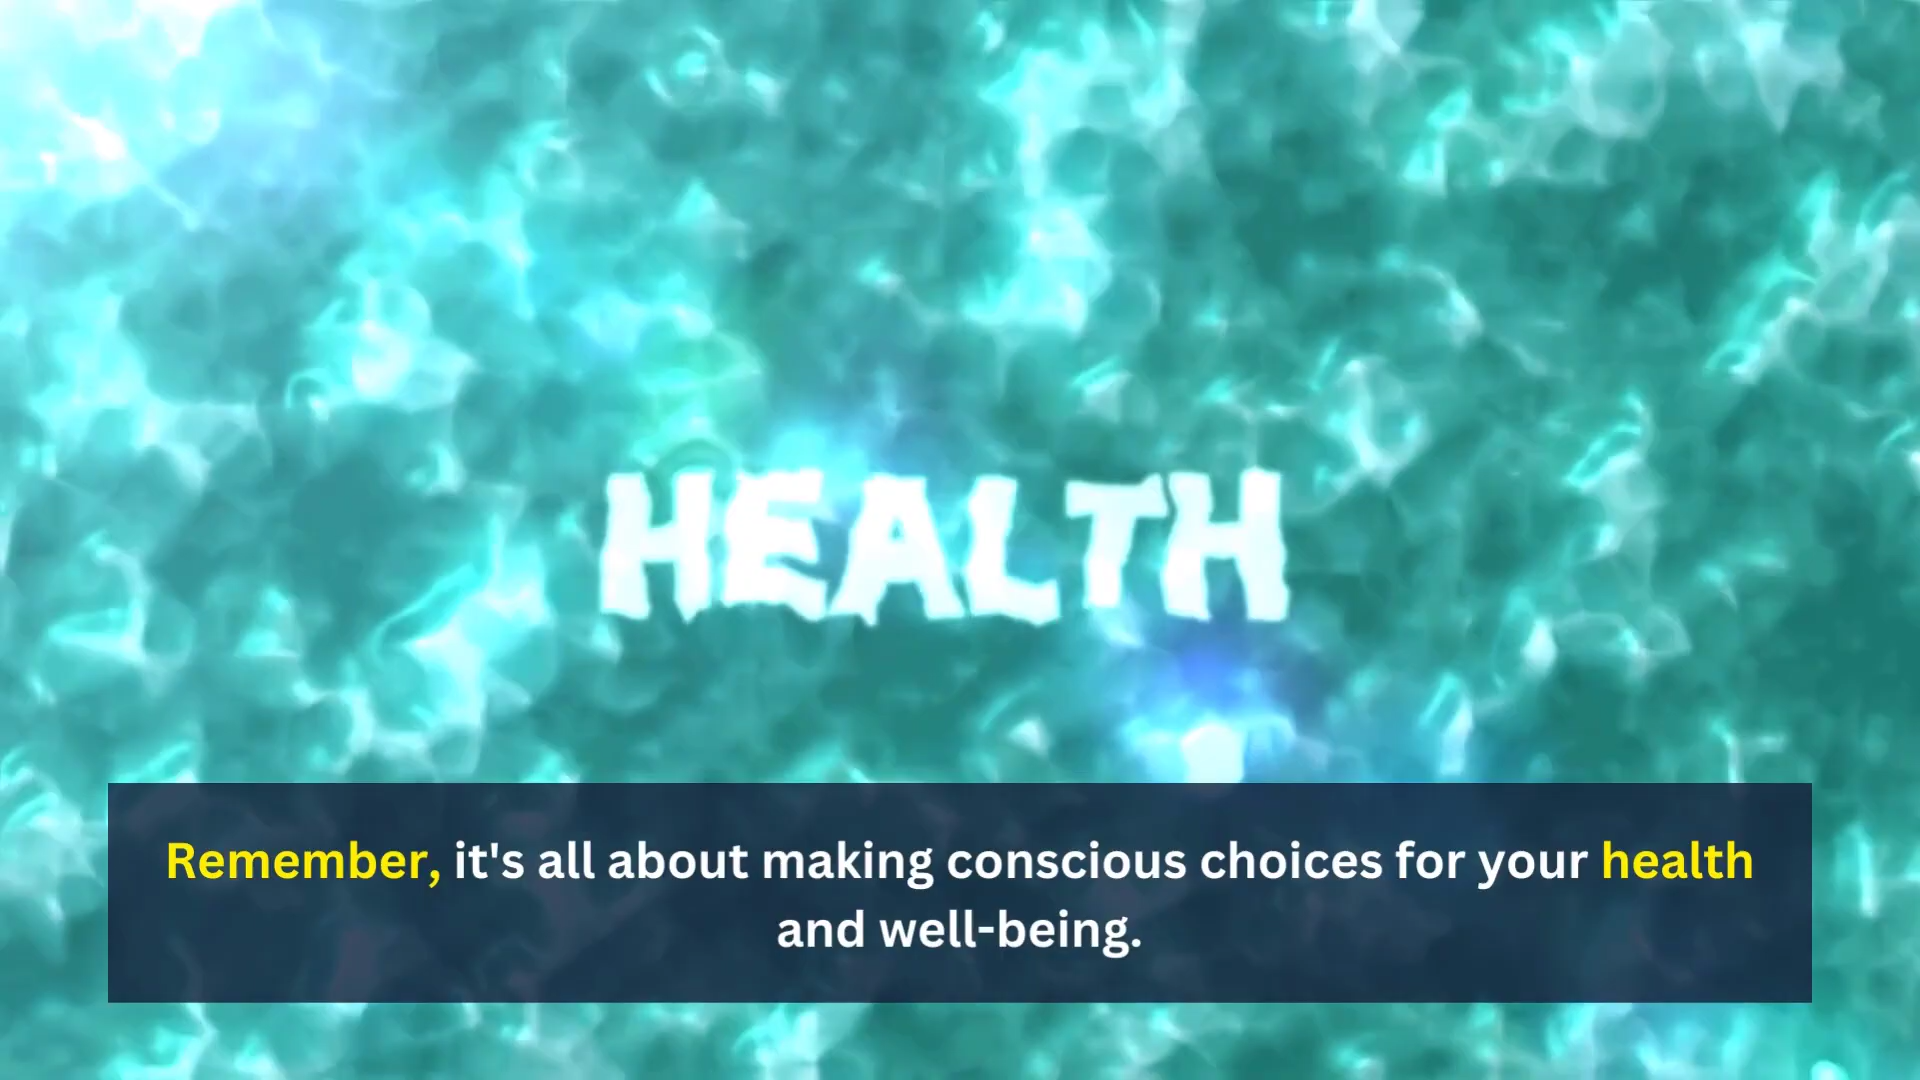 HEALTH
Remember, it's all about making conscious choices for your health
and well-being.